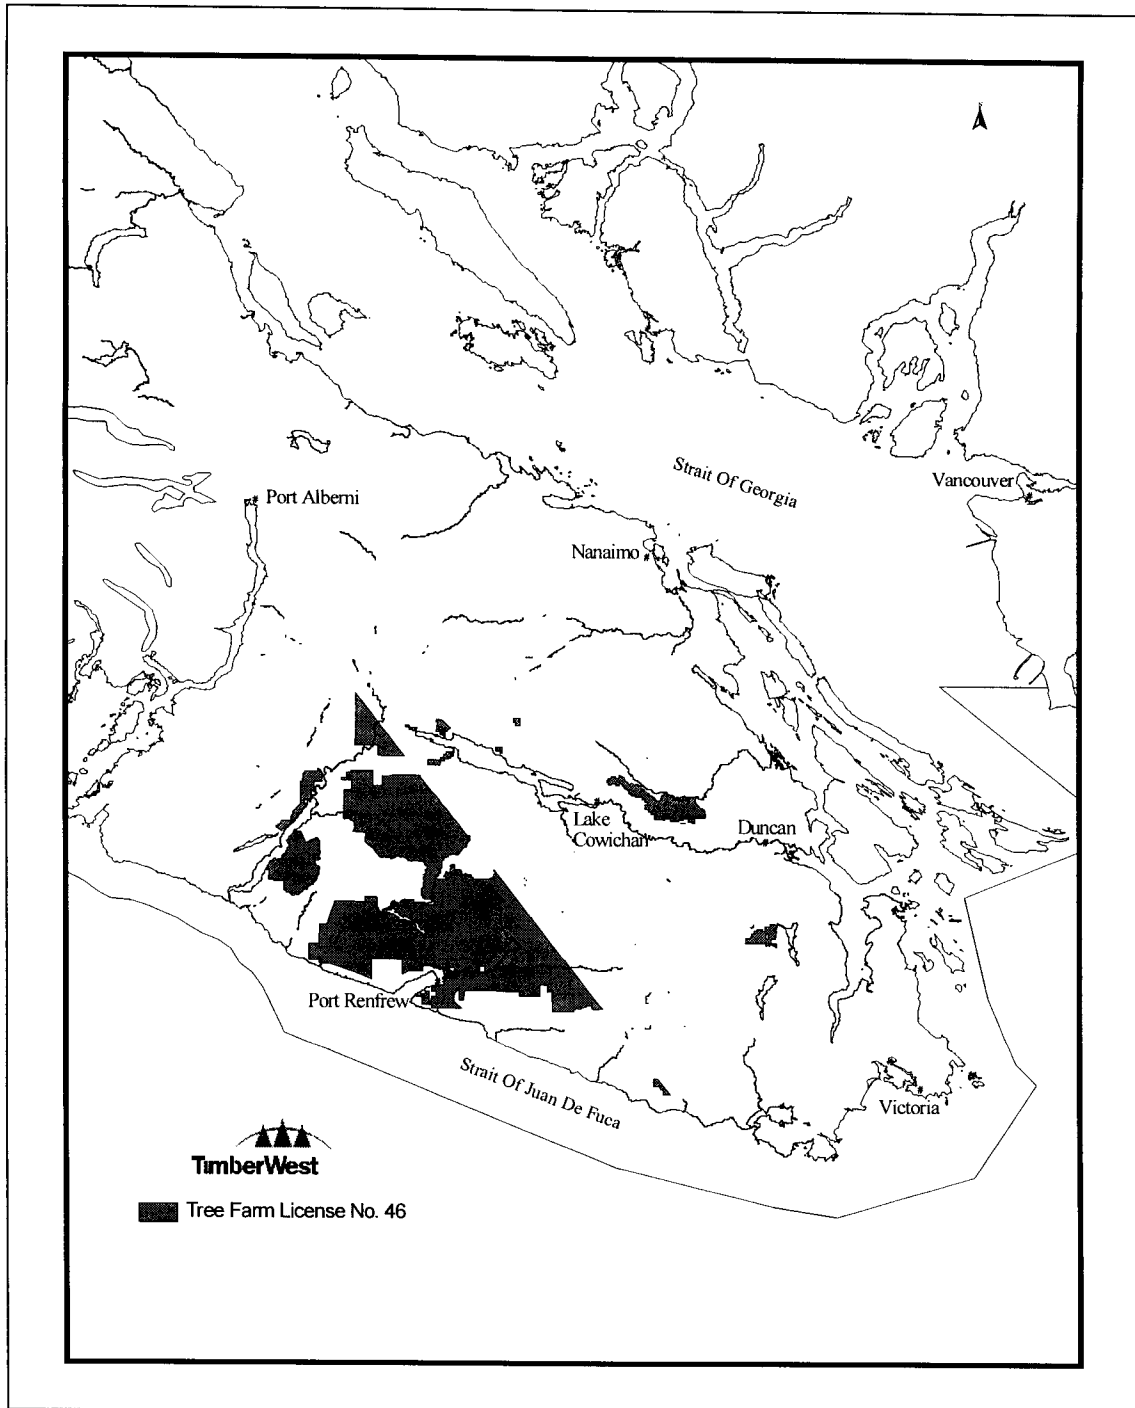 Strait Of Georgia
Vancouver
Port Alberni
Nanaimo
Lake
Cowichan
Duncan
Port Renfrew
Strait Of Juan De Fuca
Victoria
TimberWest
Tree Farm License No. 46